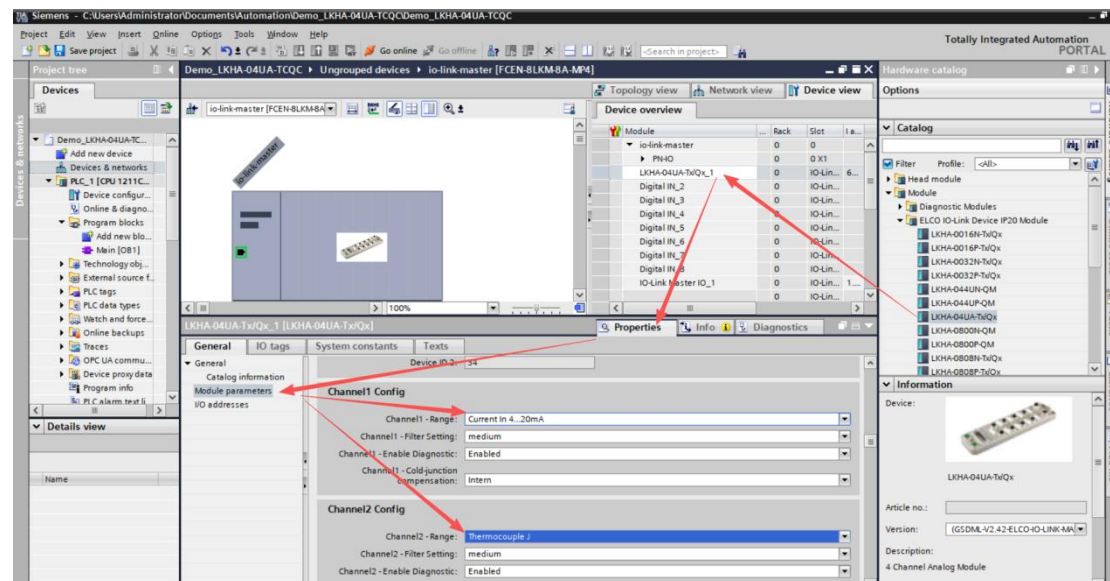 Siemens - C:\Users\Administrator\Documents\Automation\Demo_LKHA-04UA-TCQC\Demo_LKHA-04UA-TCQC
Project Edit View Insert Online Options Tools Window Help
Totally Integrated Automation
PORTAL
Save project
Go online
Go offline
<Search in project>
Project tree
Demo_LKHA-04UA-TCQC ▸ Ungrouped devices ▸ io-link-master [FCEN-8LKM-8A-MP4]
Hardware catalog
Devices
Topology view
Network view
Device view
Options
io-link-master [FCEN-8LKM-8A
Device overview
Devices & networks
Demo_LKHA-04UA-TC...
Add new device
Devices & networks
PLC_1 [CPU 1211C...
Device configur...
Online & diagno...
Program blocks
Add new blo...
Main [OB1]
Technology obj...
External source f...
PLC tags
PLC data types
Watch and force...
Online backups
Traces
OPC UA commu...
Device proxy data
Program info
PLC alarm text li
Details view
Name
io-link-master
100%
Module ... Rack Slot I a...
io-link-master 0 0
PN-IO 0 0 X1
LKHA-04UA-Tx/Qx_1 0 IO-Lin... 6...
Digital IN_2 0 IO-Lin...
Digital IN_3 0 IO-Lin...
Digital IN_4 0 IO-Lin...
Digital IN_5 0 IO-Lin...
Digital IN_6 0 IO-Lin...
Digital IN_7 0 IO-Lin...
Digital IN_8 0 IO-Lin...
IO-Link Master IO_1 0 IO-Lin... 1...
0 IO-Lin...
Catalog
Filter Profile: <All>
Head module
Module
Diagnostic Modules
ELCO IO-Link Device IP20 Module
LKHA-0016N-Tx/Qx
LKHA-0016P-Tx/Qx
LKHA-0032N-Tx/Qx
LKHA-0032P-Tx/Qx
LKHA-044UN-QM
LKHA-044UP-QM
LKHA-04UA-Tx/Qx
LKHA-0800N-QM
LKHA-0800P-QM
LKHA-0808N-Tx/Qx
LKHA-0808P-Tx/Qx
Information
Device:
LKHA-04UA-Tx/Qx
Article no.:
Version: (GSDML-V2.42-ELCO-IO-LINK-MA
Description:
4 Channel Analog Module
LKHA-04UA-Tx/Qx_1 [LKHA-04UA-Tx/Qx]
Properties
Info
Diagnostics
General IO tags System constants Texts
General
Catalog information
Module parameters
I/O addresses
Device ID 2: 34
Channel1 Config
Channel1 - Range: Current In 4...20mA
Channel1 - Filter Setting: medium
Channel1 - Enable Diagnostic: Enabled
Channel1 - Cold-junction
compensation: Intern
Channel2 Config
Channel2 - Range: Thermocouple J
Channel2 - Filter Setting: medium
Channel2 - Enable Diagnostic: Enabled